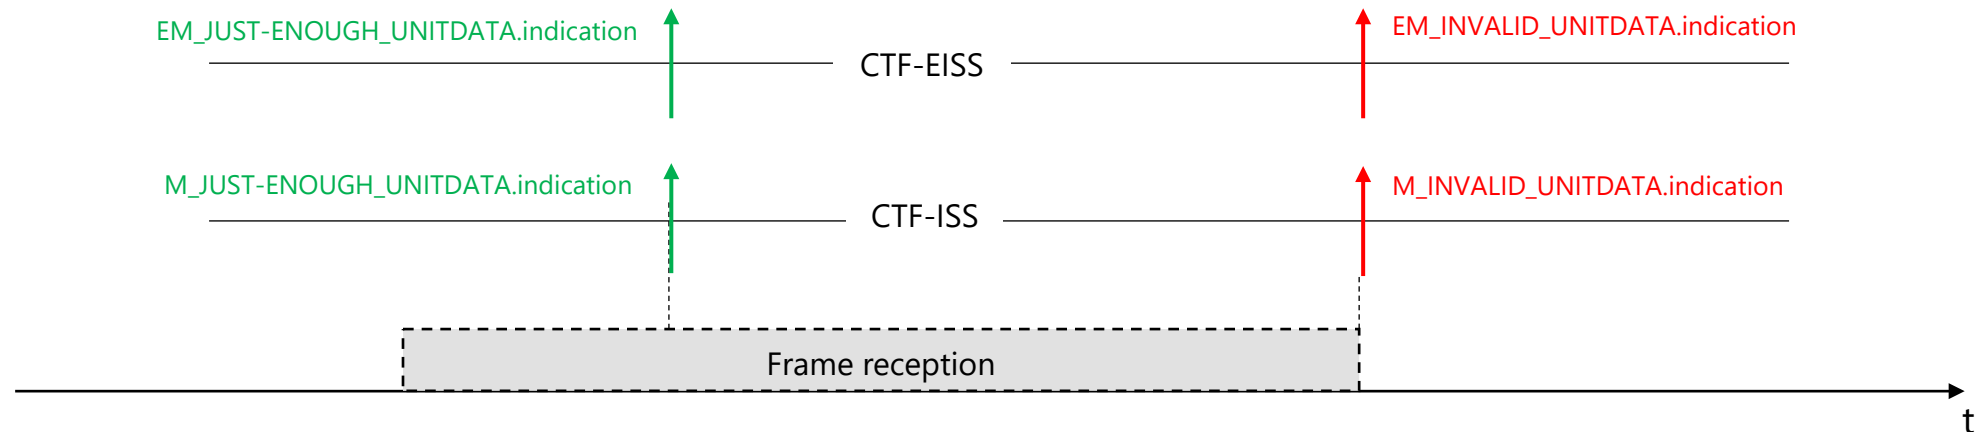 EM_JUST-ENOUGH_UNITDATA.indication
EM_INVALID_UNITDATA.indication
CTF-EISS
M_JUST-ENOUGH_UNITDATA.indication
M_INVALID_UNITDATA.indication
CTF-ISS
Frame reception
t